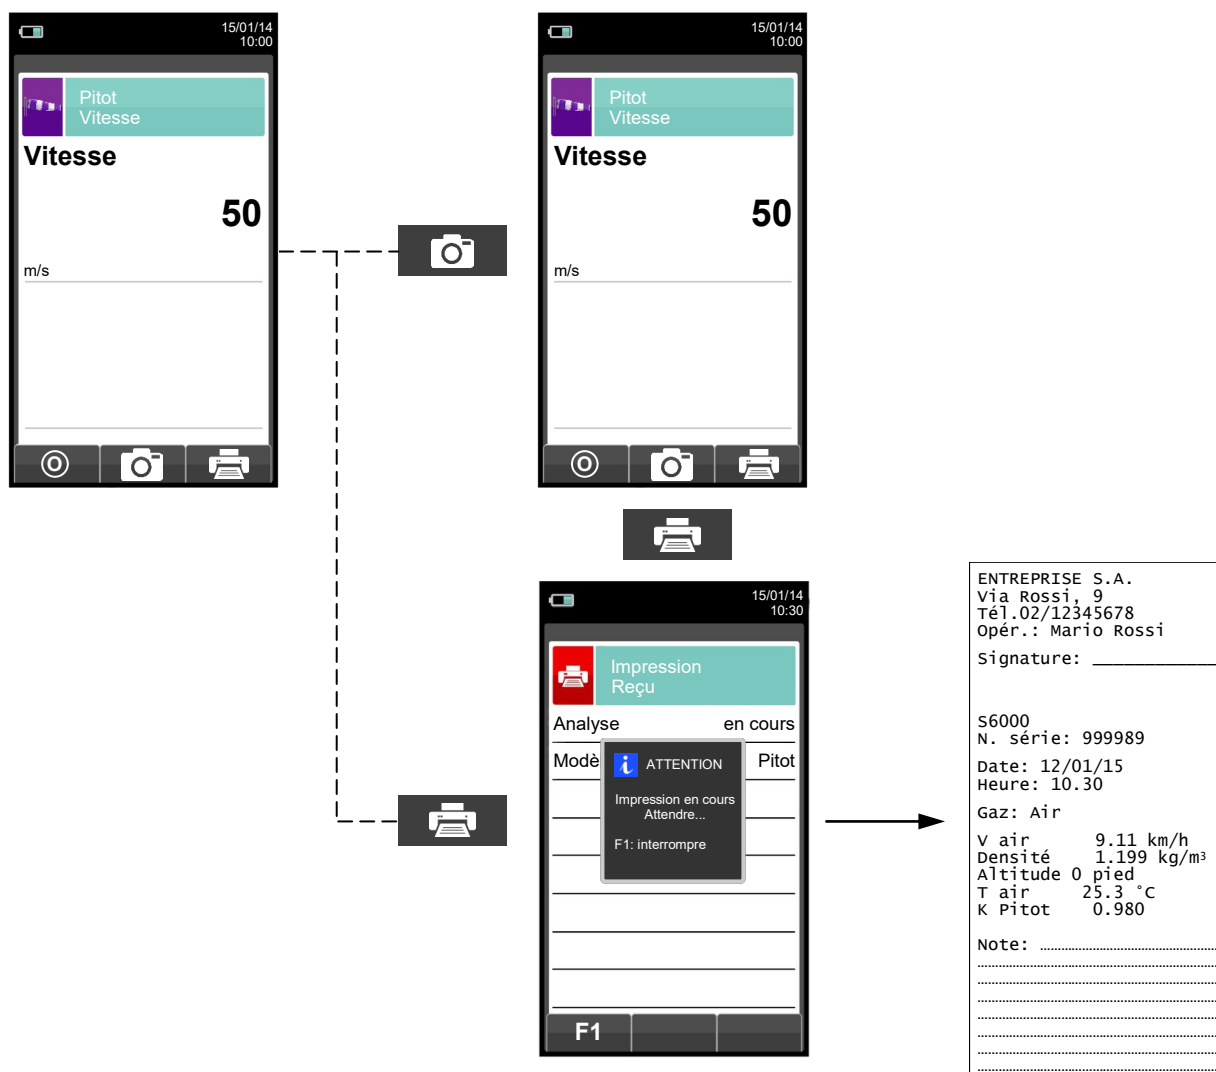 15/01/14
10:00
Pitot
Vitesse
Vitesse
50
m/s
15/01/14
10:00
Pitot
Vitesse
Vitesse
50
m/s
15/01/14
10:30
Impression
Reçu
Analyse en cours
Modè Pitot
i ATTENTION
Impression en cours
Attendre...
F1: interrompre
F1
ENTREPRISE S.A.
Via Rossi, 9
Tél.02/12345678
Opér.: Mario Rossi
Signature: ____________
S6000
N. série: 999989
Date: 12/01/15
Heure: 10.30
Gaz: Air
V air 9.11 km/h
Densité 1.199 kg/m³
Altitude 0 pied
T air 25.3 °C
K Pitot 0.980
Note: ..............................